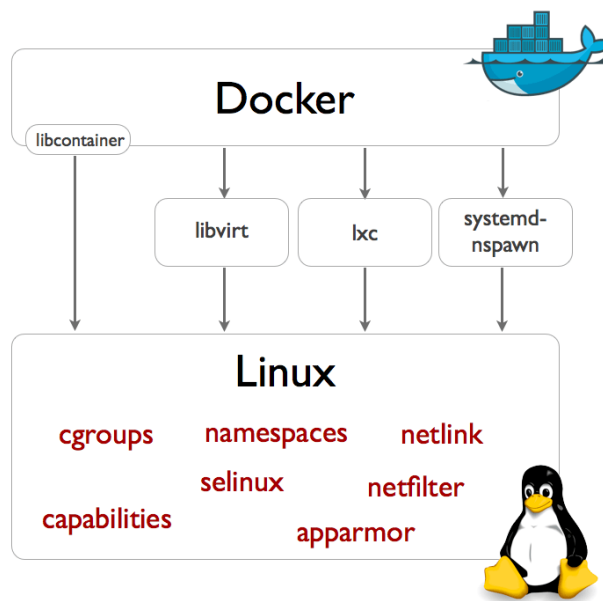 Docker
libcontainer
libvirt
lxc
systemd-
nspawn
Linux
cgroups
namespaces
netlink
selinux
netfilter
capabilities
apparmor